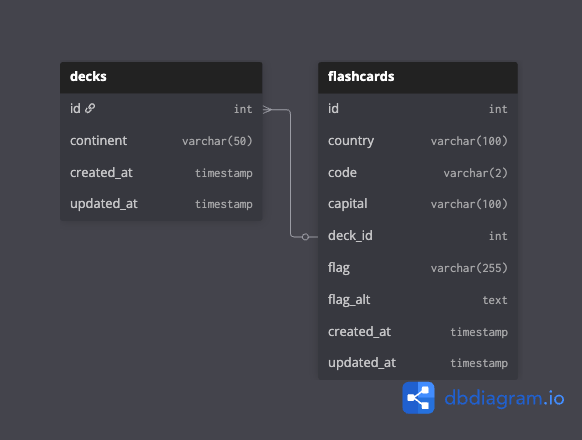 decks
id int
continent varchar(50)
created_at timestamp
updated_at timestamp
flashcards
id int
country varchar(100)
code varchar(2)
capital varchar(100)
deck_id int
flag varchar(255)
flag_alt text
created_at timestamp
updated_at timestamp
dbdiagram.io